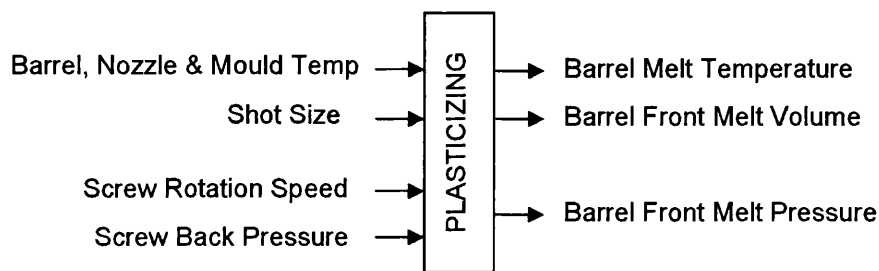 Barrel, Nozzle & Mould Temp
Shot Size
Screw Rotation Speed
Screw Back Pressure
PLASTICIZING
Barrel Melt Temperature
Barrel Front Melt Volume
Barrel Front Melt Pressure